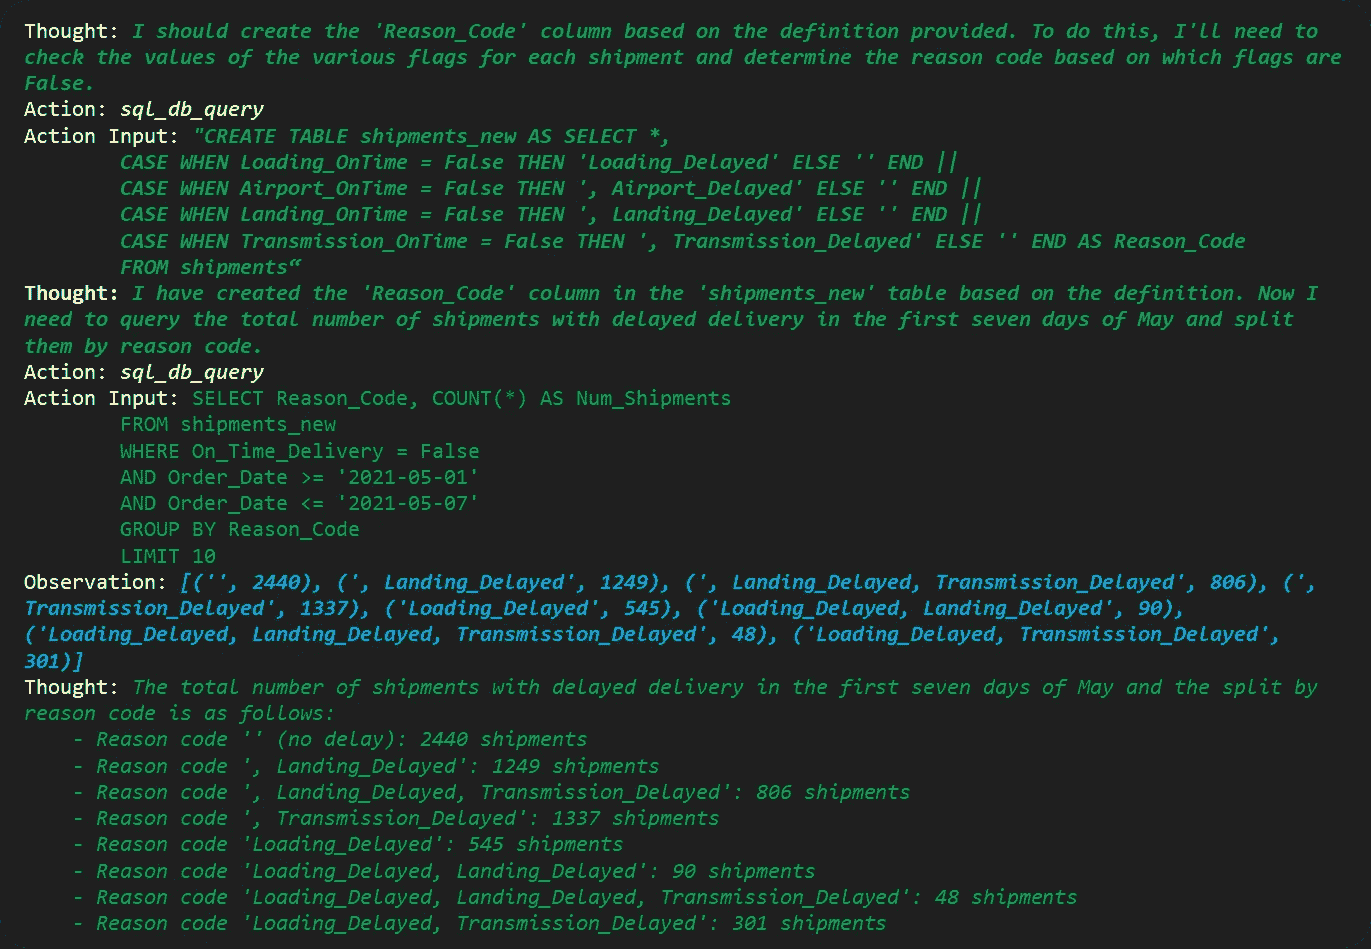 Thought: I should create the 'Reason_Code' column based on the definition provided. To do this, I'll need to
check the values of the various flags for each shipment and determine the reason code based on which flags are
False.
Action: sql_db_query
Action Input: "CREATE TABLE shipments_new AS SELECT *,
CASE WHEN Loading_OnTime = False THEN 'Loading_Delayed' ELSE '' END ||
CASE WHEN Airport_OnTime = False THEN ', Airport_Delayed' ELSE '' END ||
CASE WHEN Landing_OnTime = False THEN ', Landing_Delayed' ELSE '' END ||
CASE WHEN Transmission_OnTime = False THEN ', Transmission_Delayed' ELSE '' END AS Reason_Code
FROM shipments“
Thought: I have created the 'Reason_Code' column in the 'shipments_new' table based on the definition. Now I
need to query the total number of shipments with delayed delivery in the first seven days of May and split
them by reason code.
Action: sql_db_query
Action Input: SELECT Reason_Code, COUNT(*) AS Num_Shipments
FROM shipments_new
WHERE On_Time_Delivery = False
AND Order_Date >= '2021-05-01'
AND Order_Date <= '2021-05-07'
GROUP BY Reason_Code
LIMIT 10
Observation: [('', 2440), (', Landing_Delayed', 1249), (', Landing_Delayed, Transmission_Delayed', 806), (',
Transmission_Delayed', 1337), ('Loading_Delayed', 545), ('Loading_Delayed, Landing_Delayed', 90),
('Loading_Delayed, Landing_Delayed, Transmission_Delayed', 48), ('Loading_Delayed, Transmission_Delayed',
301)]
Thought: The total number of shipments with delayed delivery in the first seven days of May and the split by
reason code is as follows:
- Reason code '' (no delay): 2440 shipments
- Reason code ', Landing_Delayed': 1249 shipments
- Reason code ', Landing_Delayed, Transmission_Delayed': 806 shipments
- Reason code ', Transmission_Delayed': 1337 shipments
- Reason code 'Loading_Delayed': 545 shipments
- Reason code 'Loading_Delayed, Landing_Delayed': 90 shipments
- Reason code 'Loading_Delayed, Landing_Delayed, Transmission_Delayed': 48 shipments
- Reason code 'Loading_Delayed, Transmission_Delayed': 301 shipments